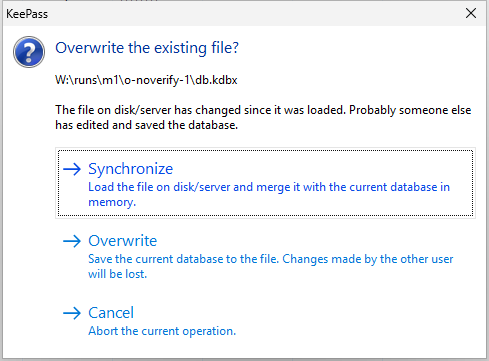 KeePass
Overwrite the existing file?
W:\runs\m1\o-noverify-1\db.kdbx
The file on disk/server has changed since it was loaded. Probably someone else
has edited and saved the database.
Synchronize
Load the file on disk/server and merge it with the current database in
memory.
Overwrite
Save the current database to the file. Changes made by the other user
will be lost.
Cancel
Abort the current operation.